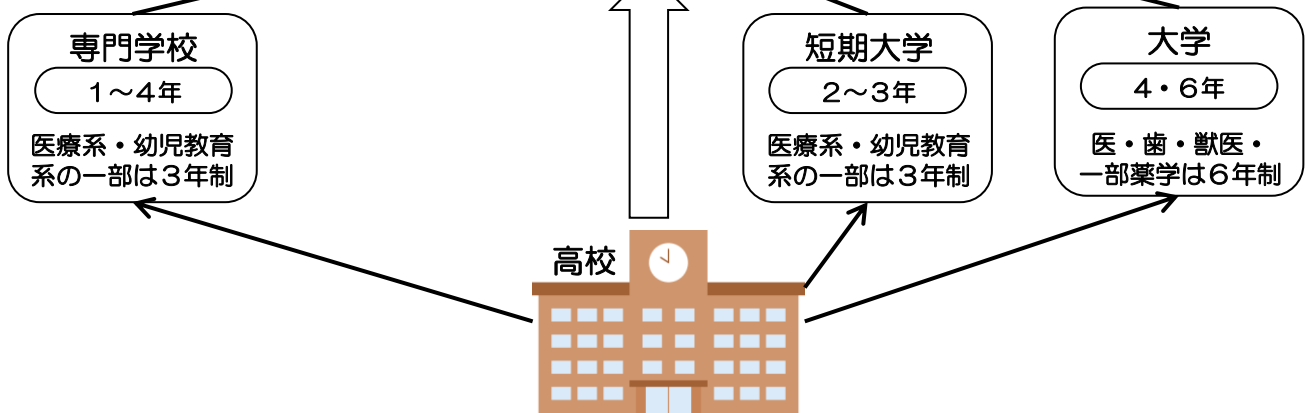 専門学校
１～４年
医療系・幼児教育
系の一部は３年制
短期大学
２～３年
医療系・幼児教育
系の一部は３年制
大学
４・６年
医・歯・獣医・
一部薬学は６年制
高校